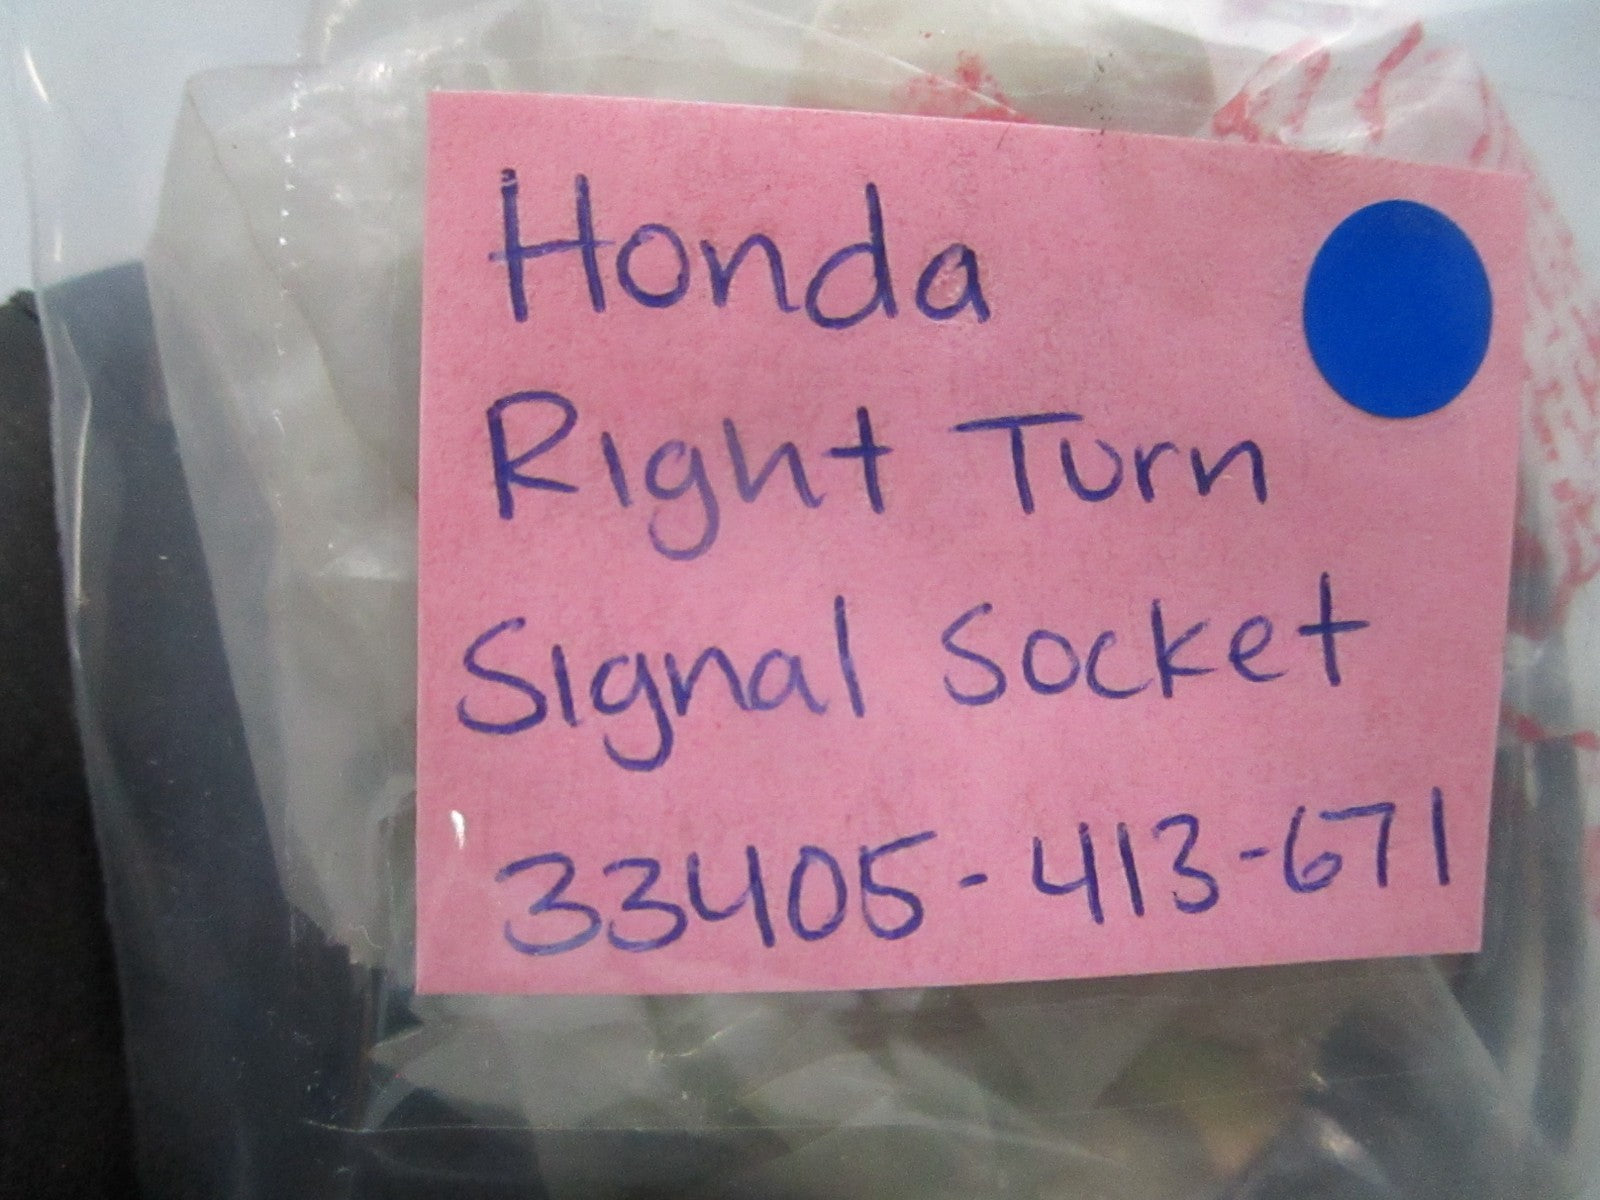 Honda
Right Turn
Signal Socket
33405-413-671